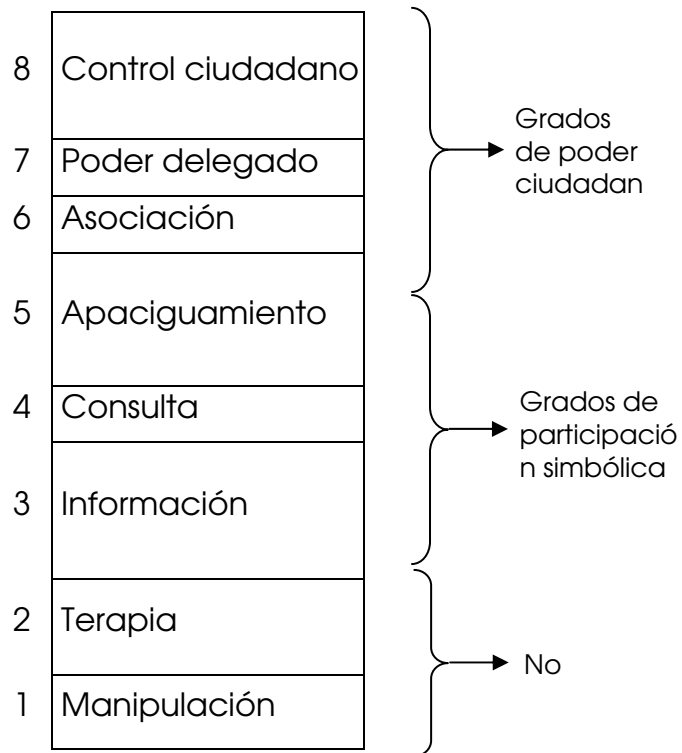 8 Control ciudadano
7 Poder delegado
6 Asociación
5 Apaciguamiento
4 Consulta
3 Información
2 Terapia
1 Manipulación
Grados
de poder
ciudadan
Grados de
participació
n simbólica
No